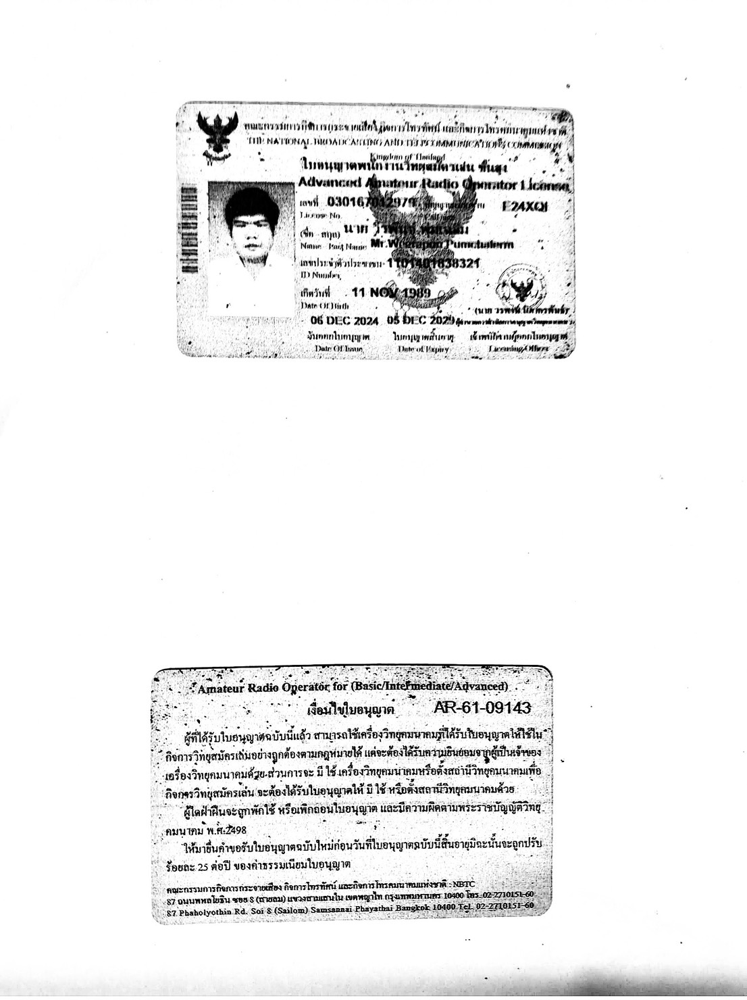 คณะกรรมการกิจการกระจายเสียง กิจการโทรทัศน์ และกิจการโทรคมนาคมแห่งชาติ
THE NATIONAL BROADCASTING AND TELECOMMUNICATIONS COMMISSION
Kingdom of Thailand
ใบอนุญาตพนักงานวิทยุสมัครเล่น ขั้นสูง
Advanced Amateur Radio Operator License
เลขที่ 030167012979 E24XQI
License No.
(ชื่อ สกุล) นาย
Name Last Name Mr.Weerapon Pumchalerm
เลขประจำตัวประชาชน 1101401838321
ID Number
เกิดวันที่ 11 NOV 1989
Date Of Birth
(นาย
06 DEC 2024 05 DEC 2029
วันออกใบอนุญาต ใบอนุญาตสิ้นอายุ เจ้าพนักงานผู้ออกใบอนุญาต
Date Of Issue Date of Expiry Licensing Officer
Amateur Radio Operator for (Basic/Intermediate/Advanced)
เงื่อนไขใบอนุญาต AR-61-09143
ผู้ที่ได้รับใบอนุญาตฉบับนี้แล้ว สามารถใช้เครื่องวิทยุคมนาคมที่ได้รับใบอนุญาตให้ใช้ใน
กิจการวิทยุสมัครเล่นอย่างถูกต้องตามกฎหมายได้ แต่จะต้องได้รับความยินยอมจากผู้เป็นเจ้าของ
เครื่องวิทยุคมนาคมด้วย ส่วนการจะ มี ใช้ เครื่องวิทยุคมนาคมหรือตั้งสถานีวิทยุคมนาคมเพื่อ
กิจการวิทยุสมัครเล่น จะต้องได้รับใบอนุญาตให้ มี ใช้ หรือตั้งสถานีวิทยุคมนาคมด้วย
ผู้ใดฝ่าฝืนจะถูกพักใช้ หรือเพิกถอนใบอนุญาต และมีความผิดตามพระราชบัญญัติวิทยุ
คมนาคม พ.ศ.2498
ให้มายื่นคำขอรับใบอนุญาตฉบับใหม่ก่อนวันที่ใบอนุญาตฉบับนี้สิ้นอายุมิฉะนั้นจะถูกปรับ
ร้อยละ 25 ต่อปี ของค่าธรรมเนียมใบอนุญาต
คณะกรรมการกิจการกระจายเสียง กิจการโทรทัศน์ และกิจการโทรคมนาคมแห่งชาติ : NBTC
87 ถนนพหลโยธิน ซอย 8 (สายลม) แขวงสามเสนใน เขตพญาไท กรุงเทพมหานคร 10400 โทร. 02-2710151-60
87 Phaholyothin Rd. Soi 8 (Sailom) Samsannai Phayathai Bangkok 10400 Tel. 02-2710151-60